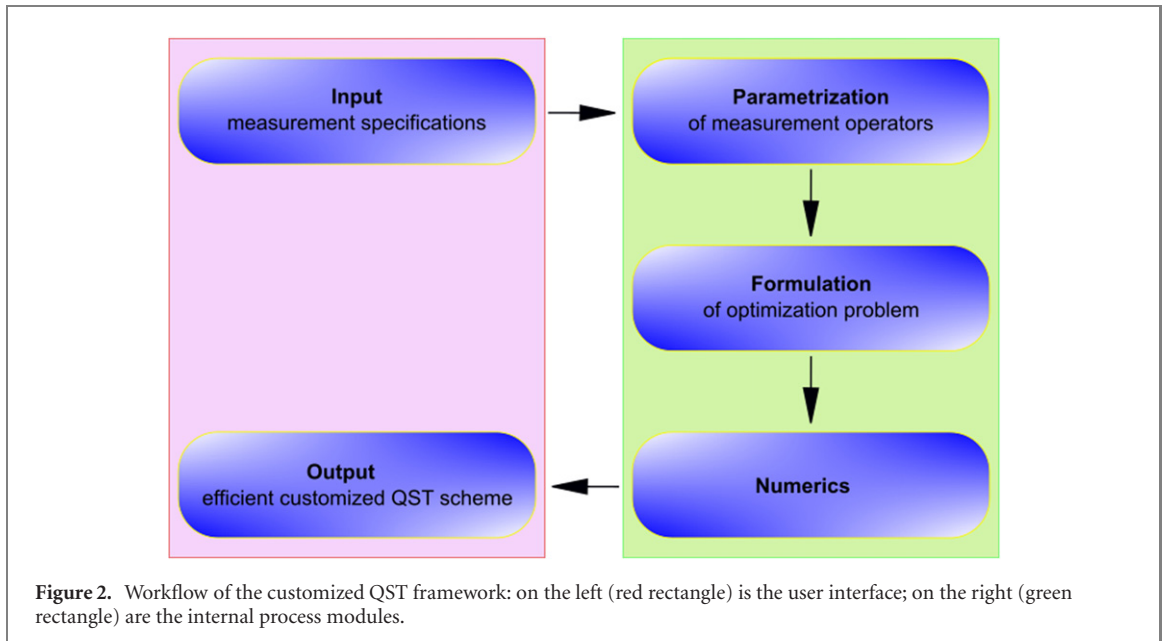 Input
measurement specifications
Parametrization
of measurement operators
Formulation
of optimization problem
Numerics
Output
efficient customized QST scheme
Figure 2. Workflow of the customized QST framework: on the left (red rectangle) is the user interface; on the right (green
rectangle) are the internal process modules.